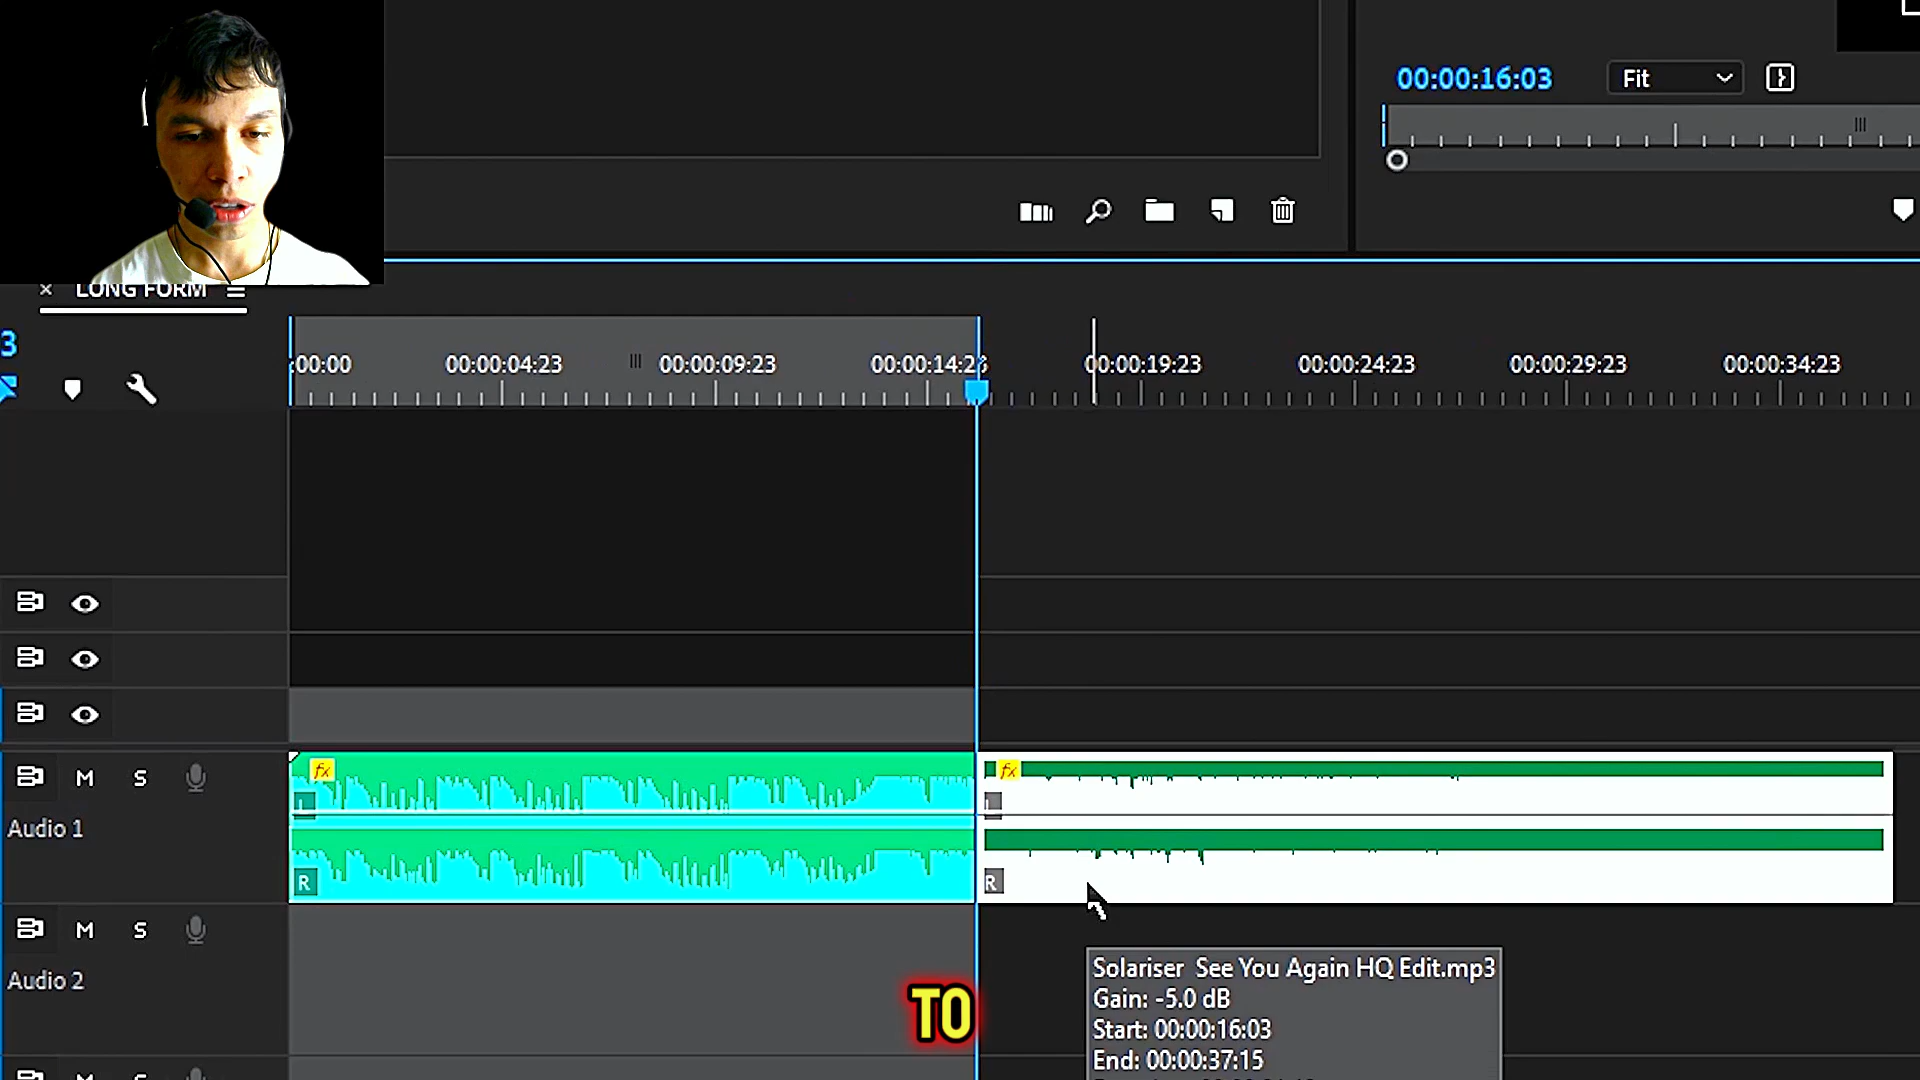 00:00:16:03
Fit
× LONG FORM
3
:00:00 00:00:04:23 00:00:09:23 00:00:14:23 00:00:19:23 00:00:24:23 00:00:29:23 00:00:34:23
M S
fx fx
L
Audio 1
R R
M S
Audio 2
TO
Solariser See You Again HQ Edit.mp3
Gain: -5.0 dB
Start: 00:00:16:03
End: 00:00:37:15